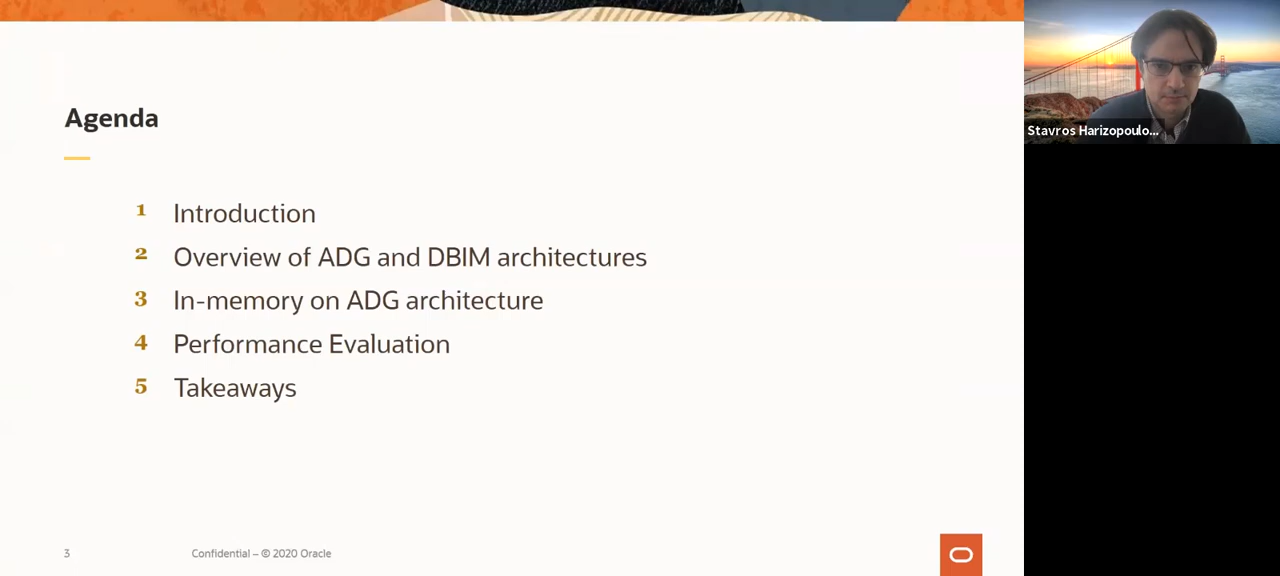 Agenda
1 Introduction
2 Overview of ADG and DBIM architectures
3 In-memory on ADG architecture
4 Performance Evaluation
5 Takeaways
3 Confidential – © 2020 Oracle
Stavros Harizopoulo...